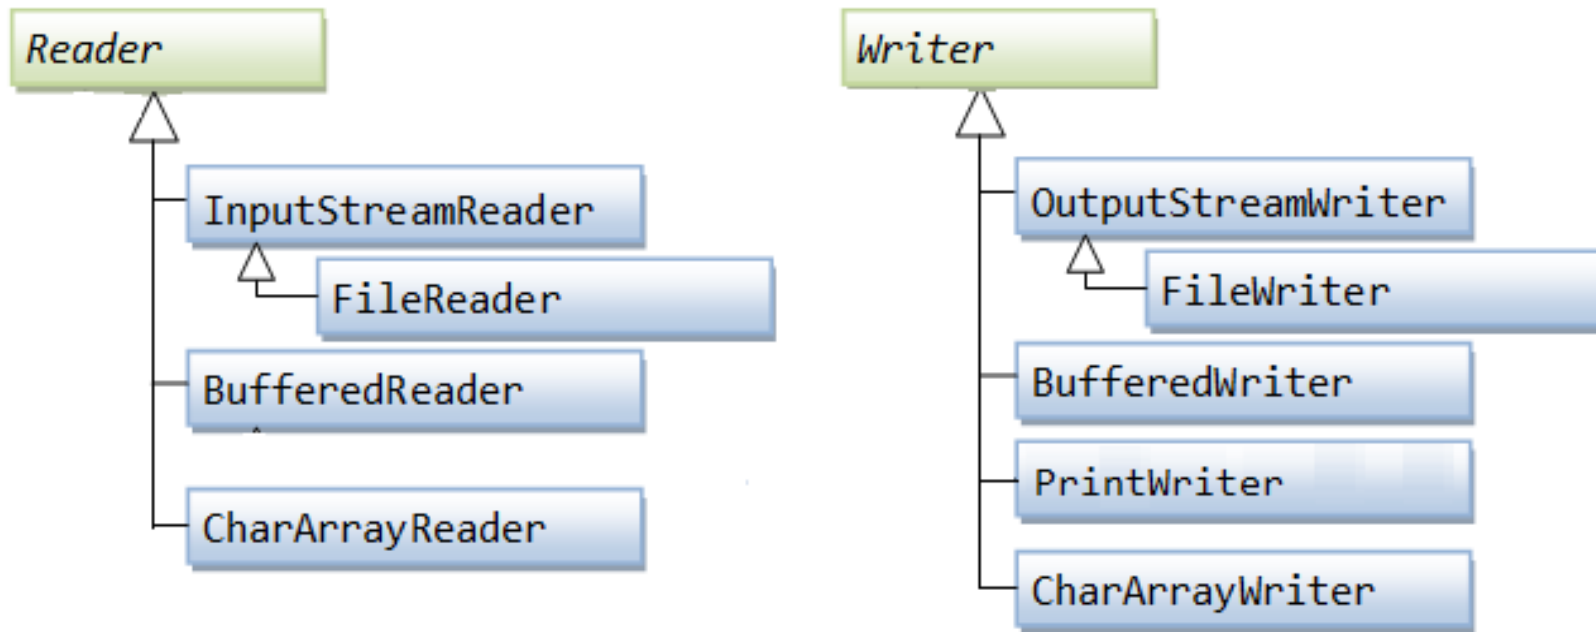 Reader
InputStreamReader
FileReader
BufferedReader
CharArrayReader
Writer
OutputStreamWriter
FileWriter
BufferedWriter
PrintWriter
CharArrayWriter